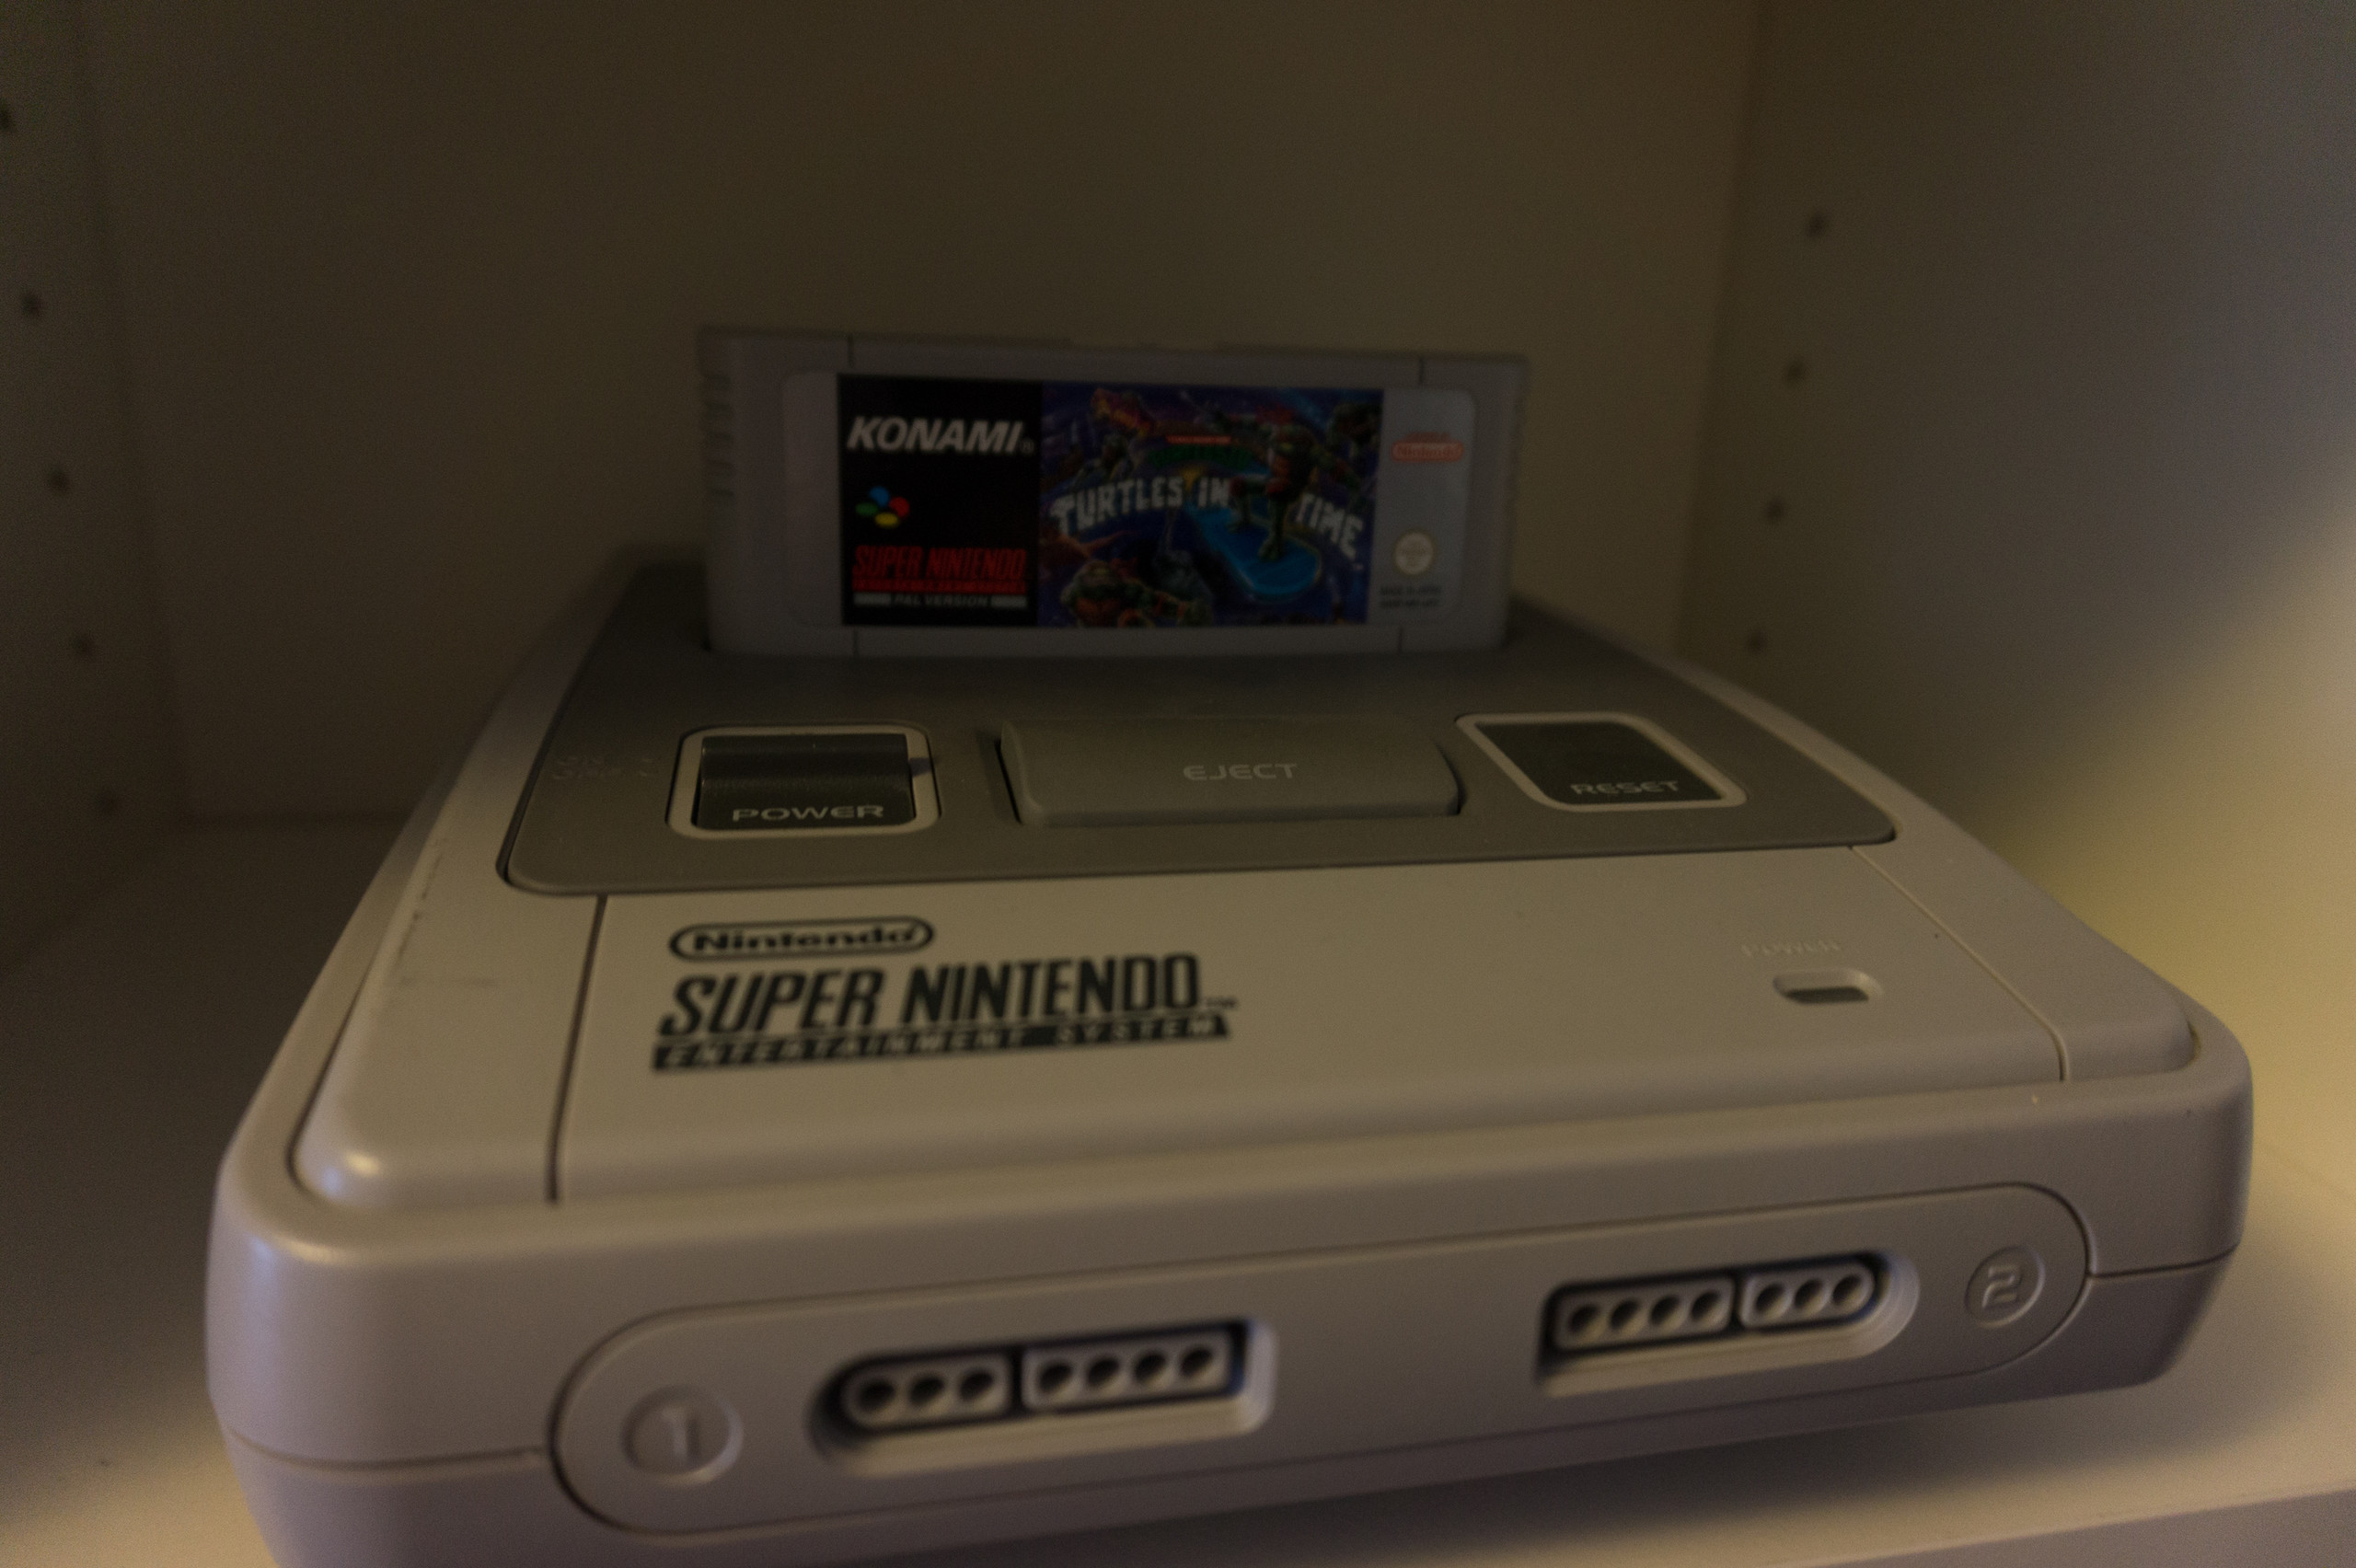 KONAMI®
TURTLES IN TIME
Nintendo
SUPER NINTENDO
PAL VERSION
POWER
EJECT
RESET
Nintendo
POWER
SUPER NINTENDO™
ENTERTAINMENT SYSTEM
1
2